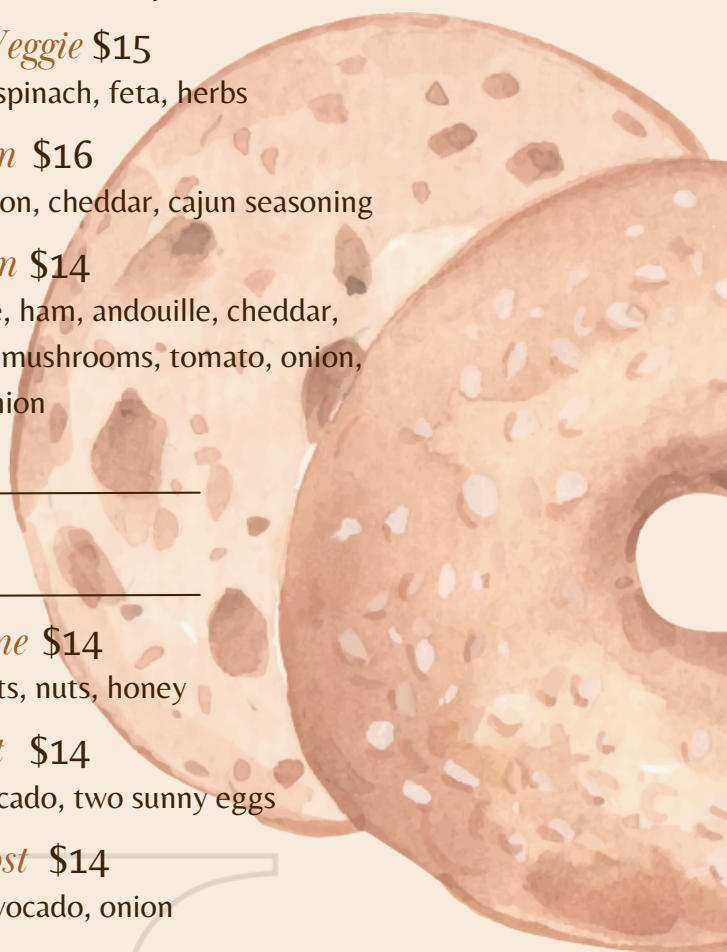 Veggie $15
spinach, feta, herbs
n $16
on, cheddar, cajun seasoning
n $14
e, ham, andouille, cheddar,
mushrooms, tomato, onion,
nion
ne $14
ts, nuts, honey
t $14
cado, two sunny eggs
ost $14
vocado, onion